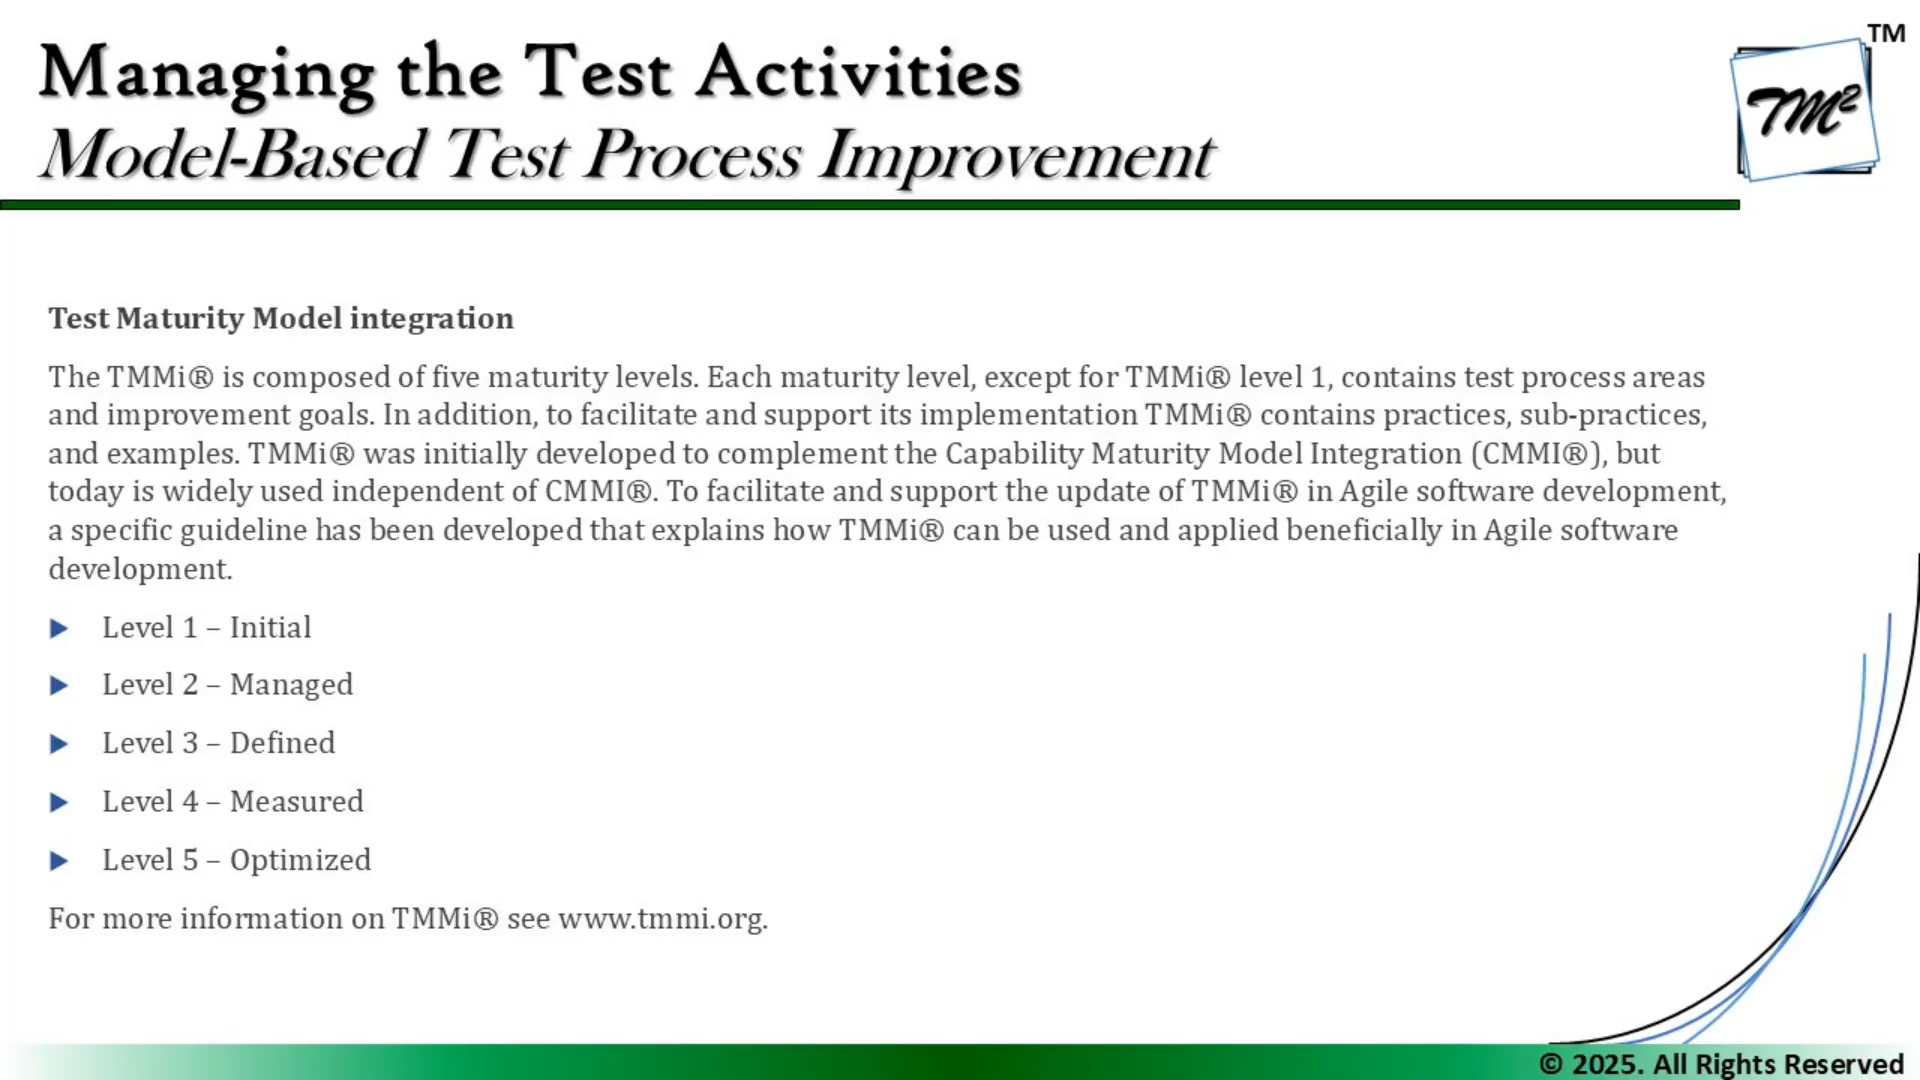 Managing the Test Activities
Model-Based Test Process Improvement
TM
TM²
Test Maturity Model integration
The TMMi® is composed of five maturity levels. Each maturity level, except for TMMi® level 1, contains test process areas
and improvement goals. In addition, to facilitate and support its implementation TMMi® contains practices, sub-practices,
and examples. TMMi® was initially developed to complement the Capability Maturity Model Integration (CMMI®), but
today is widely used independent of CMMI®. To facilitate and support the update of TMMi® in Agile software development,
a specific guideline has been developed that explains how TMMi® can be used and applied beneficially in Agile software
development.
Level 1 – Initial
Level 2 – Managed
Level 3 – Defined
Level 4 – Measured
Level 5 – Optimized
For more information on TMMi® see www.tmmi.org.
© 2025. All Rights Reserved